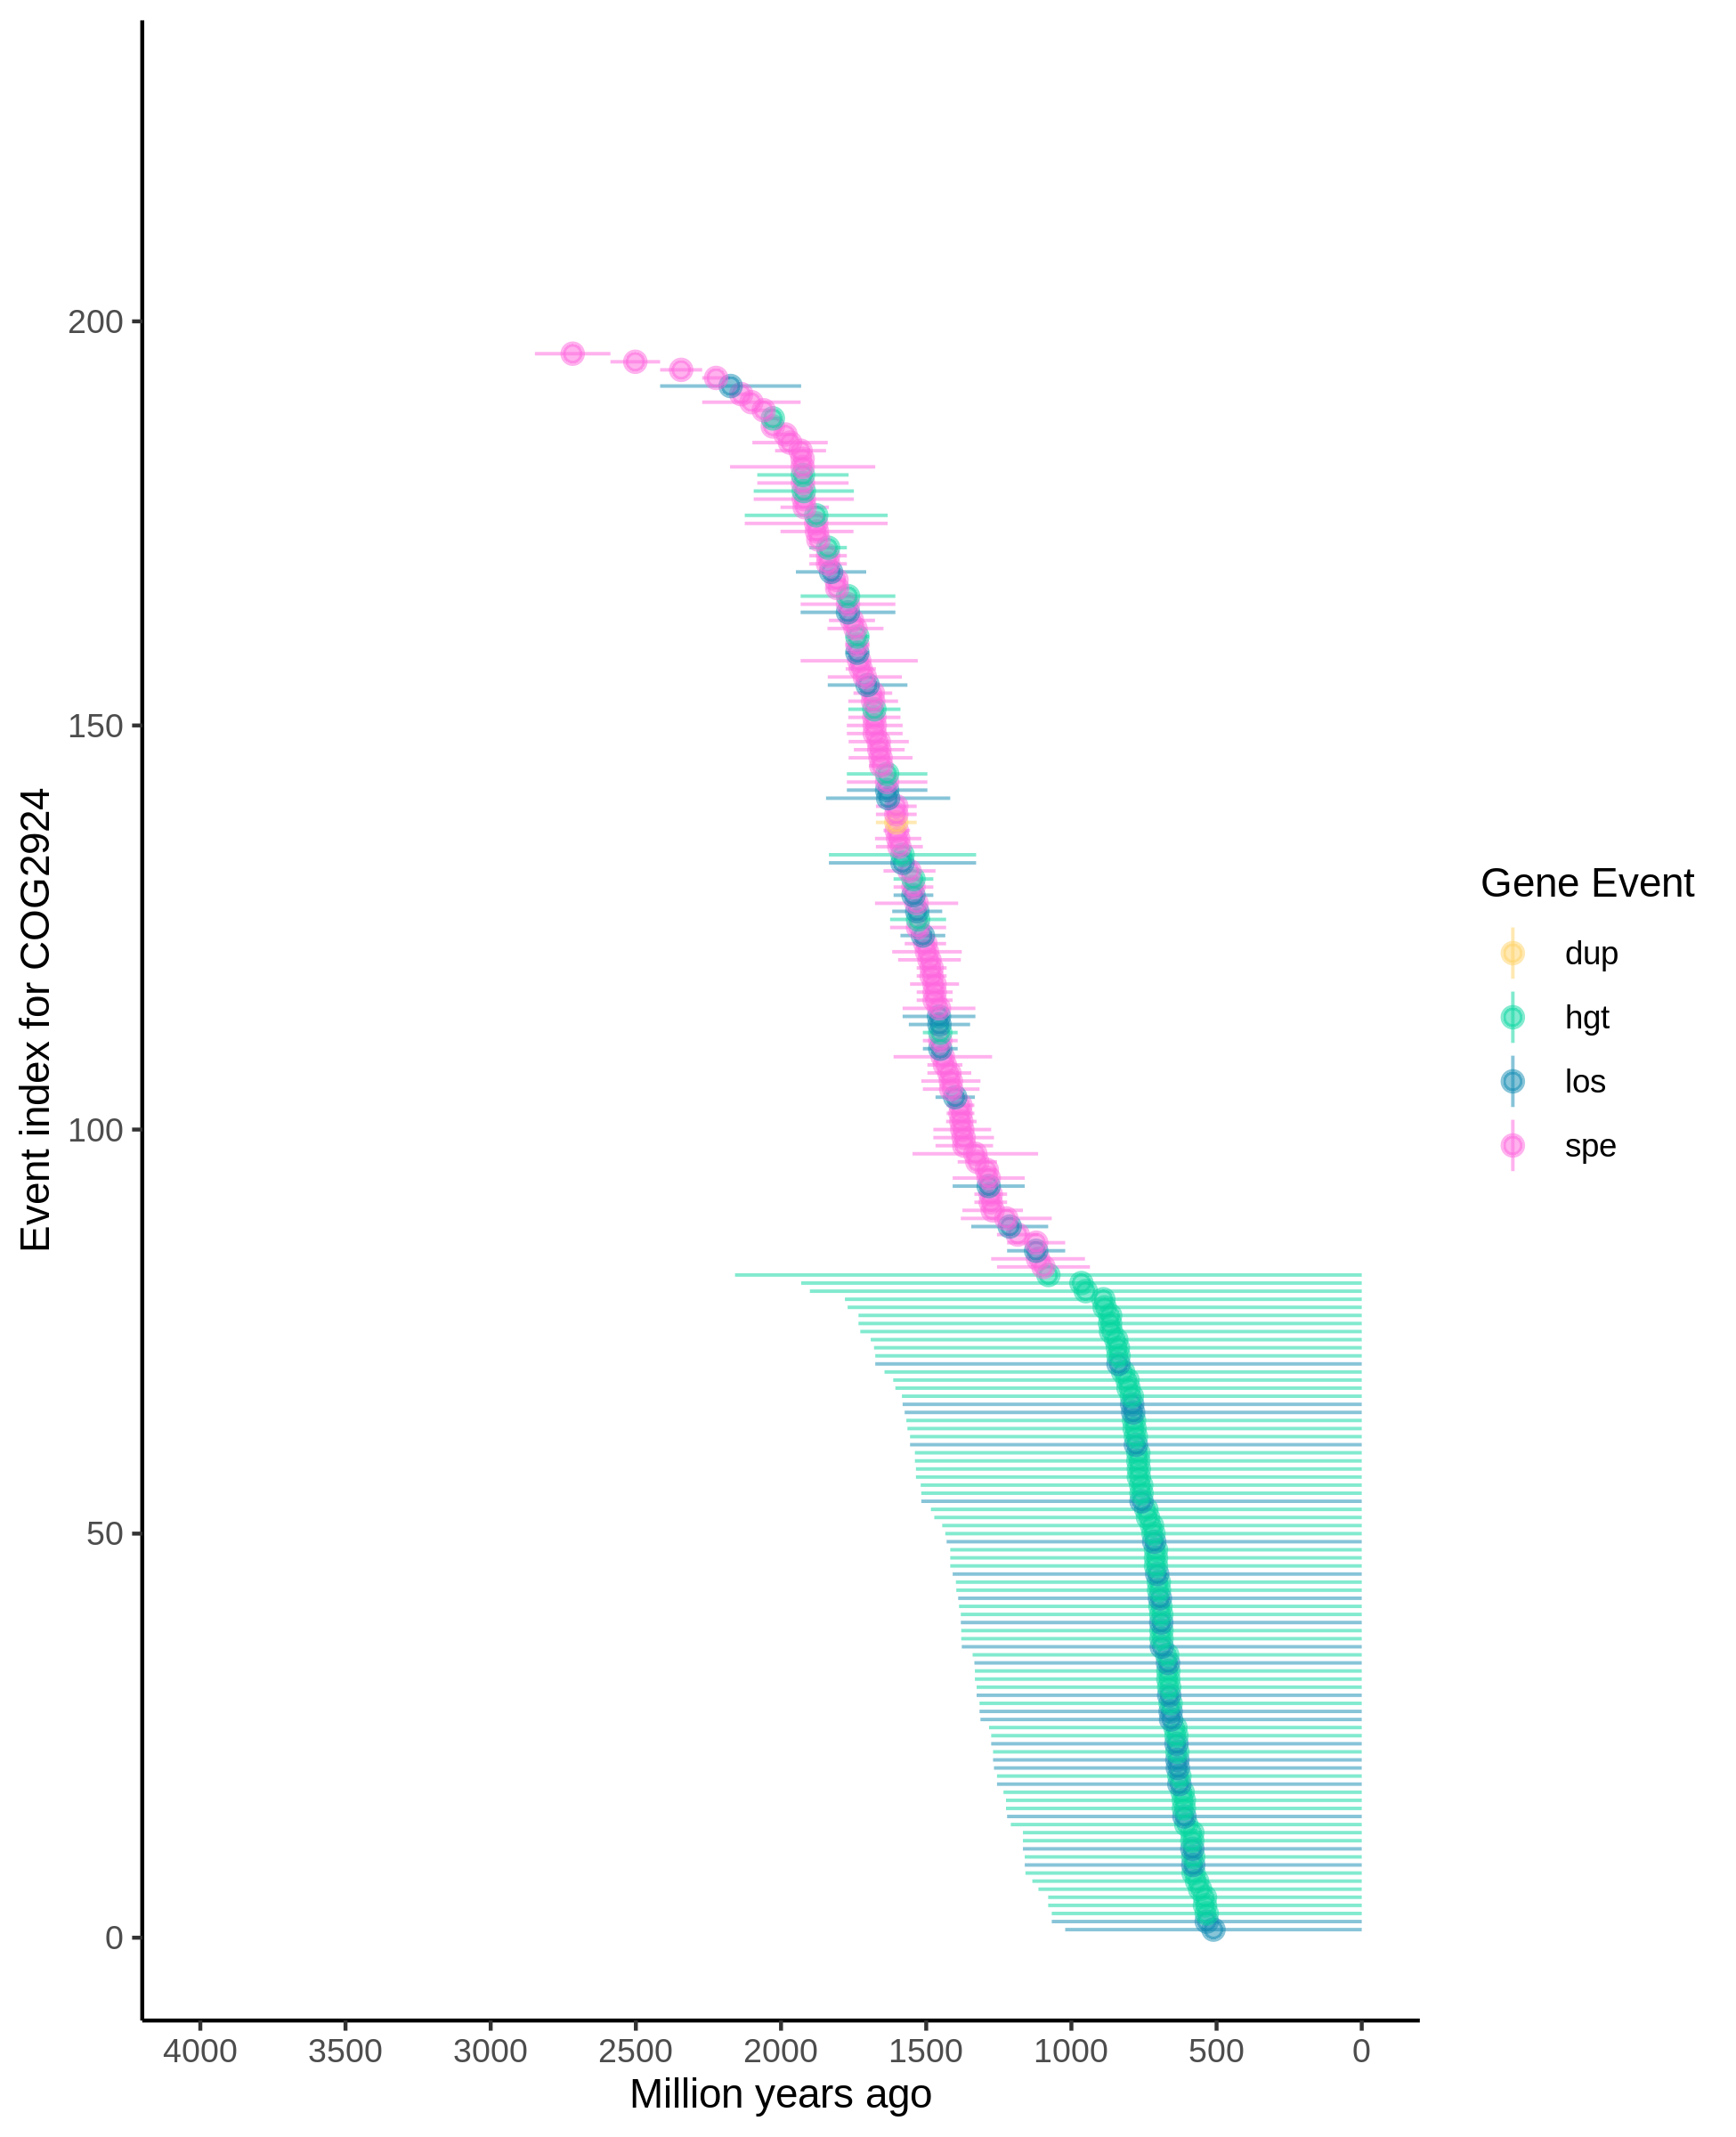 Event index for COG2924
200
150
100
50
0
4000 3500 3000 2500 2000 1500 1000 500 0
Million years ago
Gene Event
dup
hgt
los
spe